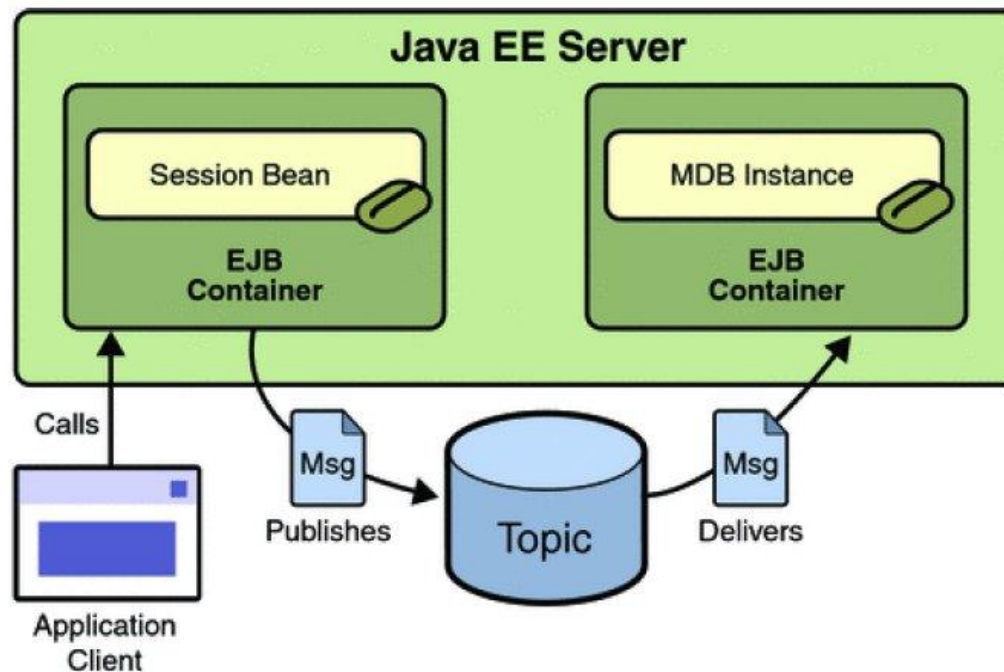 Java EE Server
Session Bean
EJB
Container
MDB Instance
EJB
Container
Calls
Msg
Publishes
Topic
Msg
Delivers
Application
Client